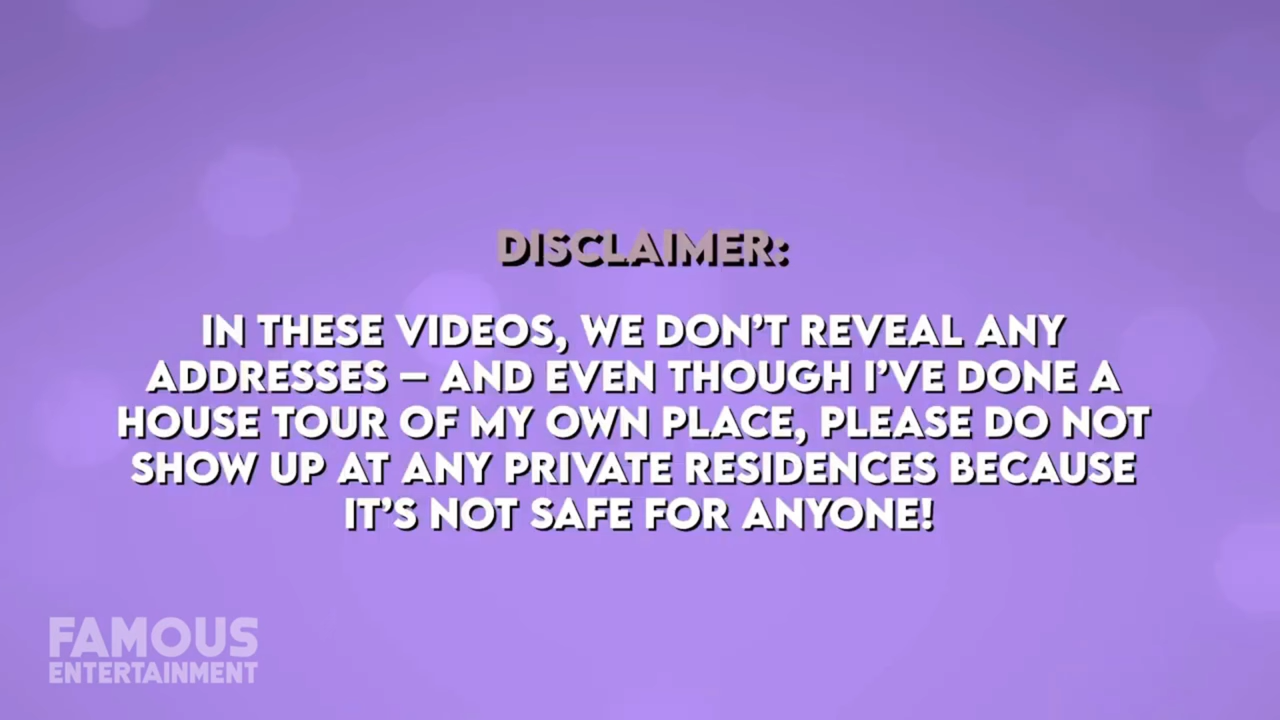 DISCLAIMER:
IN THESE VIDEOS, WE DON'T REVEAL ANY
ADDRESSES – AND EVEN THOUGH I'VE DONE A
HOUSE TOUR OF MY OWN PLACE, PLEASE DO NOT
SHOW UP AT ANY PRIVATE RESIDENCES BECAUSE
IT'S NOT SAFE FOR ANYONE!
FAMOUS
ENTERTAINMENT